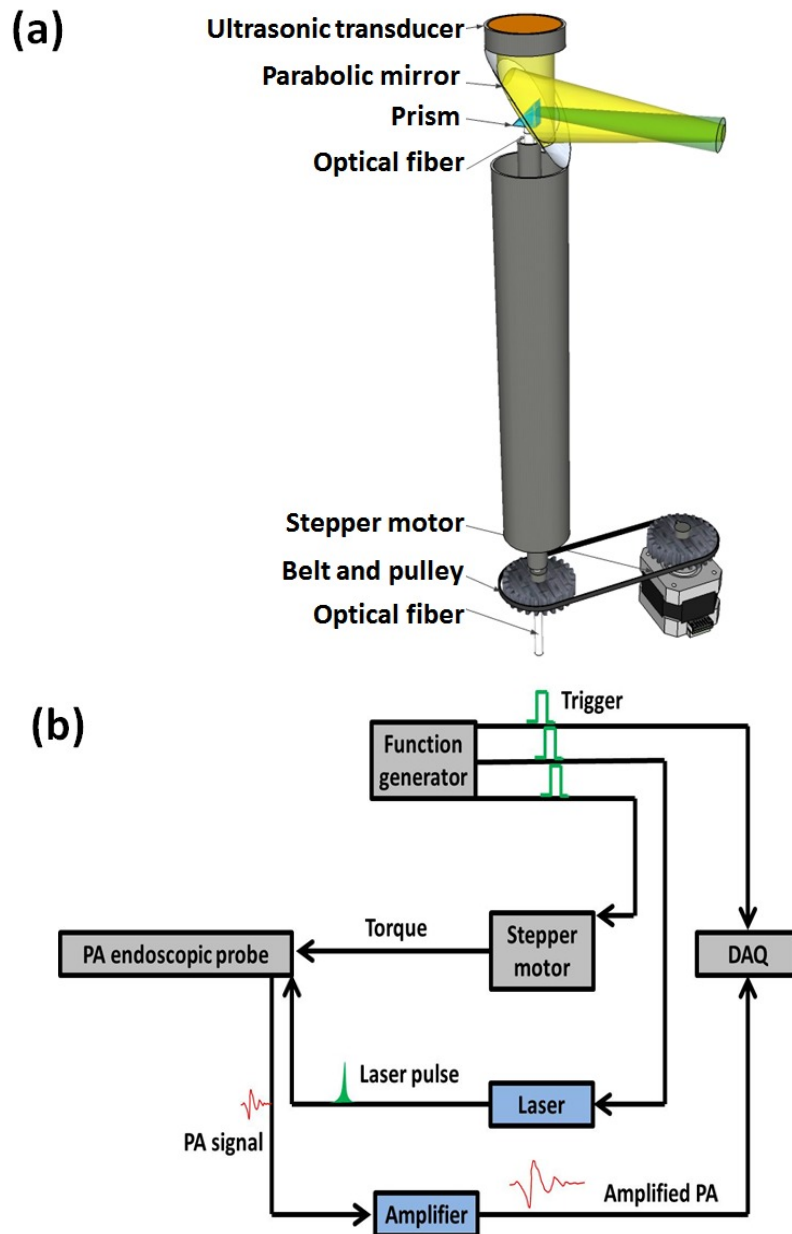 (a)
Ultrasonic transducer
Parabolic mirror
Prism
Optical fiber
Stepper motor
Belt and pulley
Optical fiber
(b)
Trigger
Function
generator
Torque
Stepper
motor
PA endoscopic probe
DAQ
Laser pulse
Laser
PA signal
Amplified PA
Amplifier